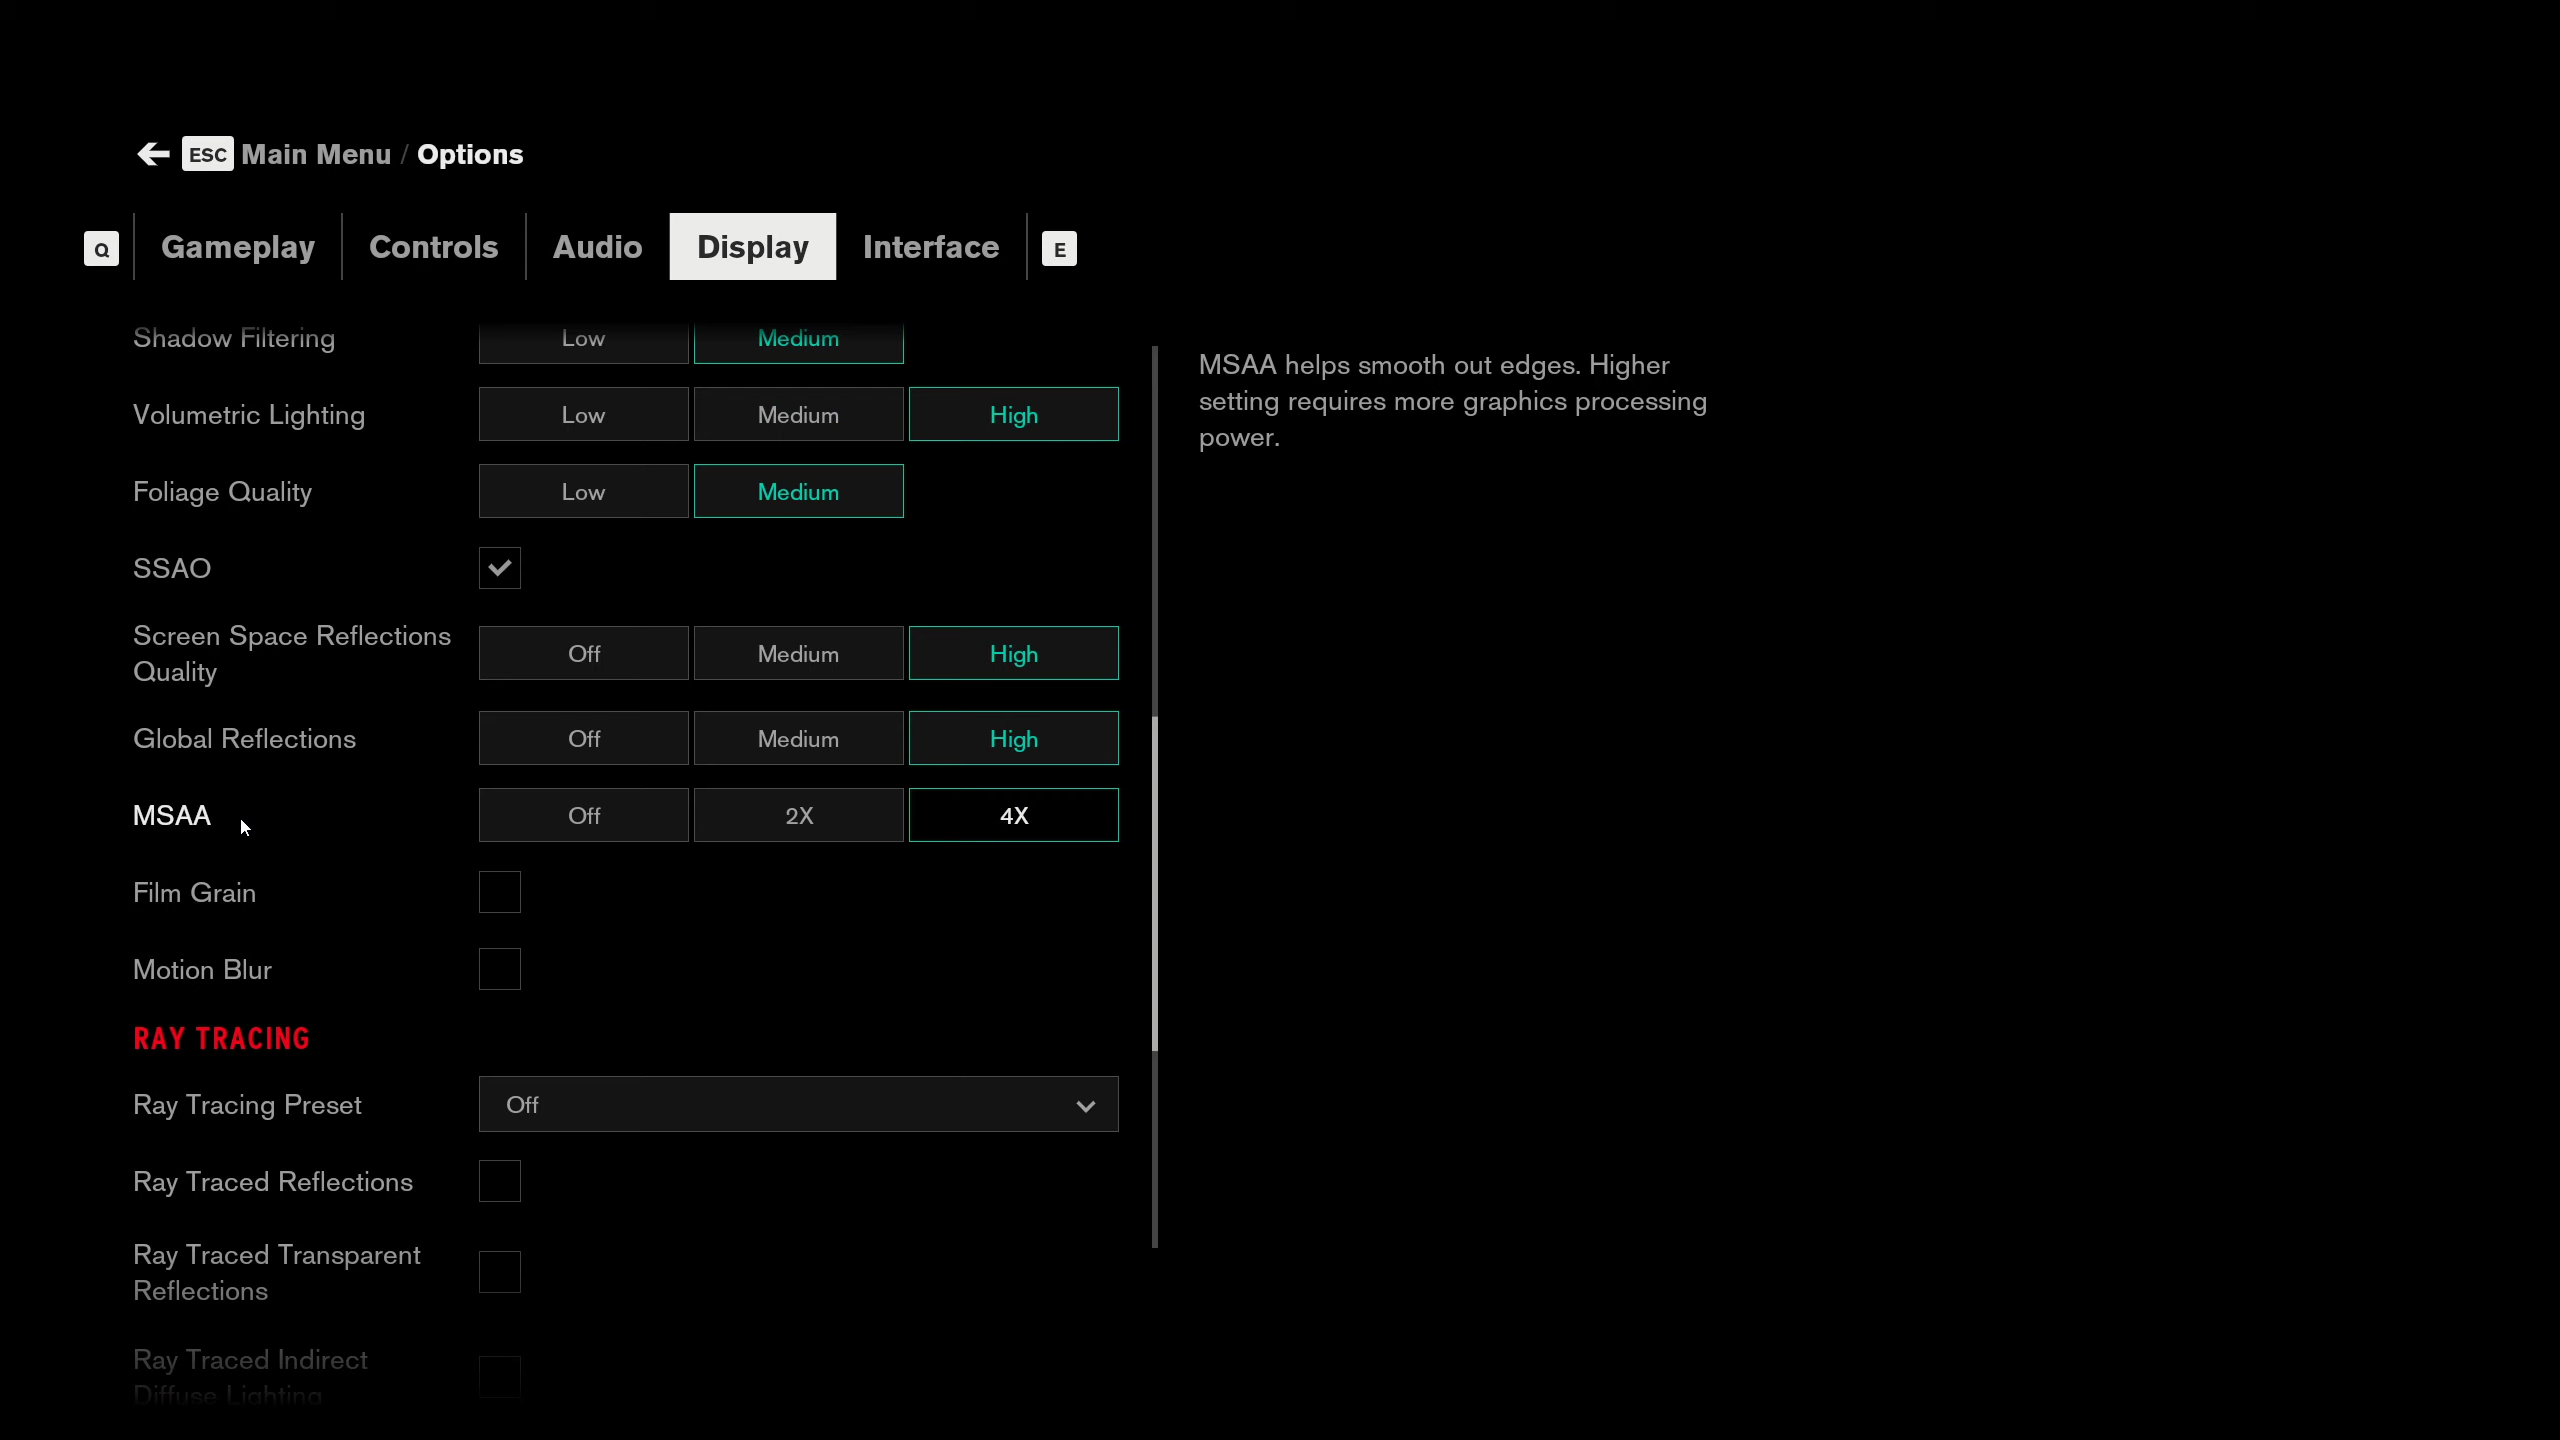 ESC Main Menu / Options
Q Gameplay Controls Audio Display Interface E
Shadow Filtering Low Medium
Volumetric Lighting Low Medium High
Foliage Quality Low Medium
SSAO
Screen Space Reflections
Quality Off Medium High
Global Reflections Off Medium High
MSAA Off 2X 4X
Film Grain
Motion Blur
RAY TRACING
Ray Tracing Preset Off
Ray Traced Reflections
Ray Traced Transparent
Reflections
Ray Traced Indirect
Diffuse Lighting
MSAA helps smooth out edges. Higher
setting requires more graphics processing
power.